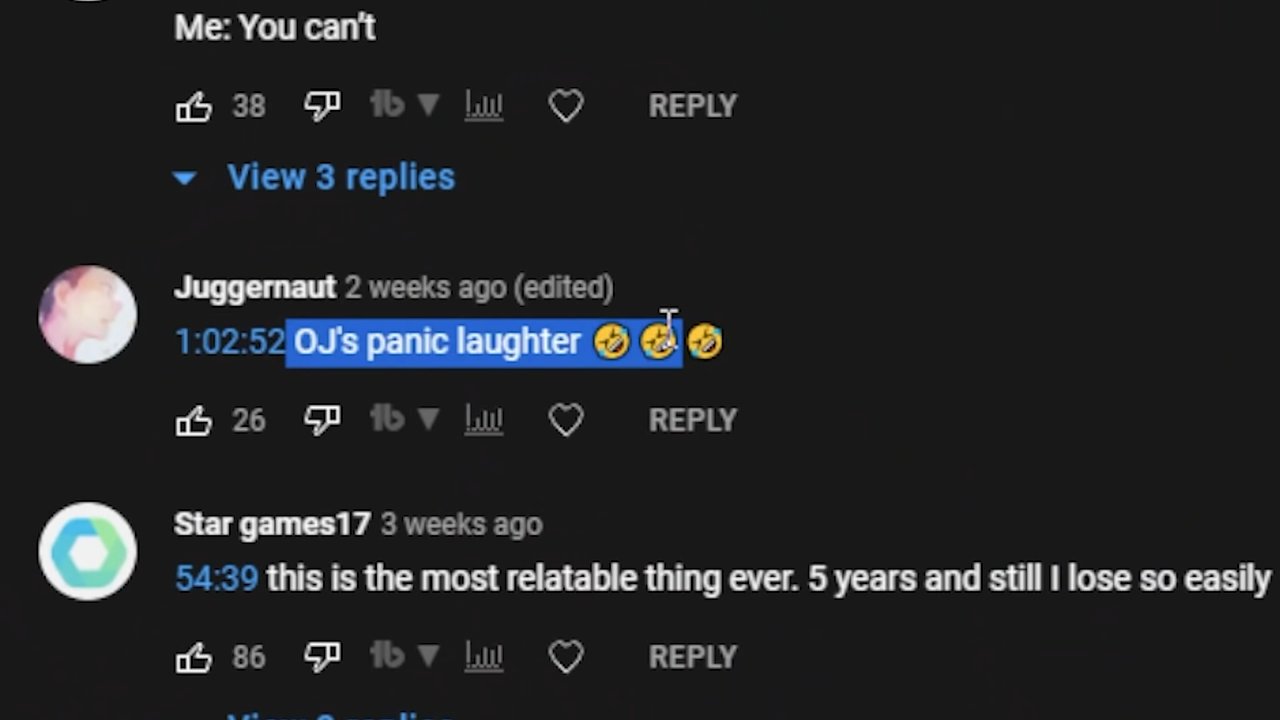 Me: You can't
38 REPLY
View 3 replies
Juggernaut 2 weeks ago (edited)
1:02:52 OJ's panic laughter 🤣🤣🤣
26 REPLY
Star games17 3 weeks ago
54:39 this is the most relatable thing ever. 5 years and still I lose so easily
86 REPLY